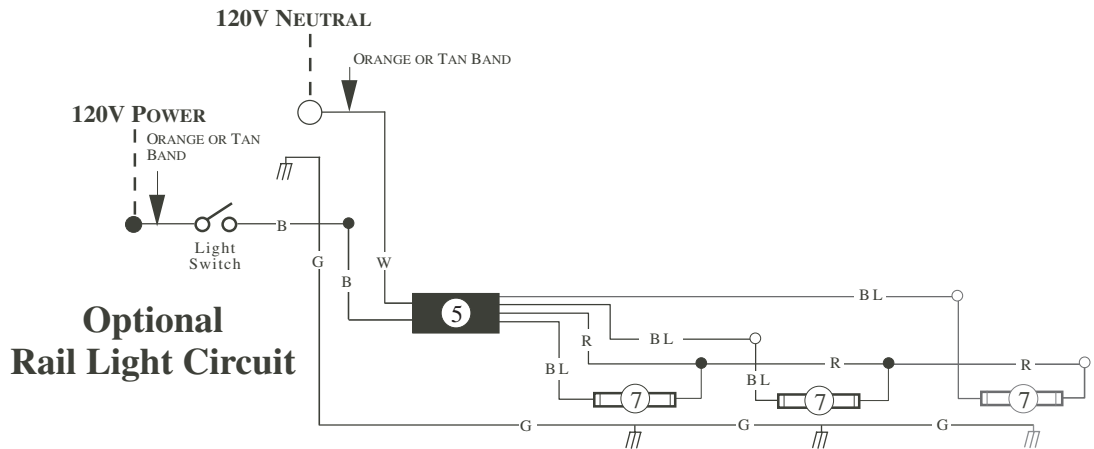 120V NEUTRAL
ORANGE OR TAN BAND
120V POWER
ORANGE OR TAN
BAND
B
Light
Switch
G
B
W
5
BL
Optional
Rail Light Circuit
R
BL
BL
BL
R
R
7
7
7
G
G
G